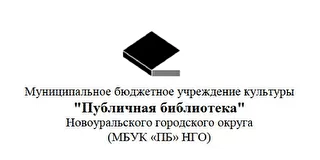 Муниципальное бюджетное учреждение культуры
"Публичная библиотека"
Новоуральского городского округа
(МБУК «ПБ» НГО)